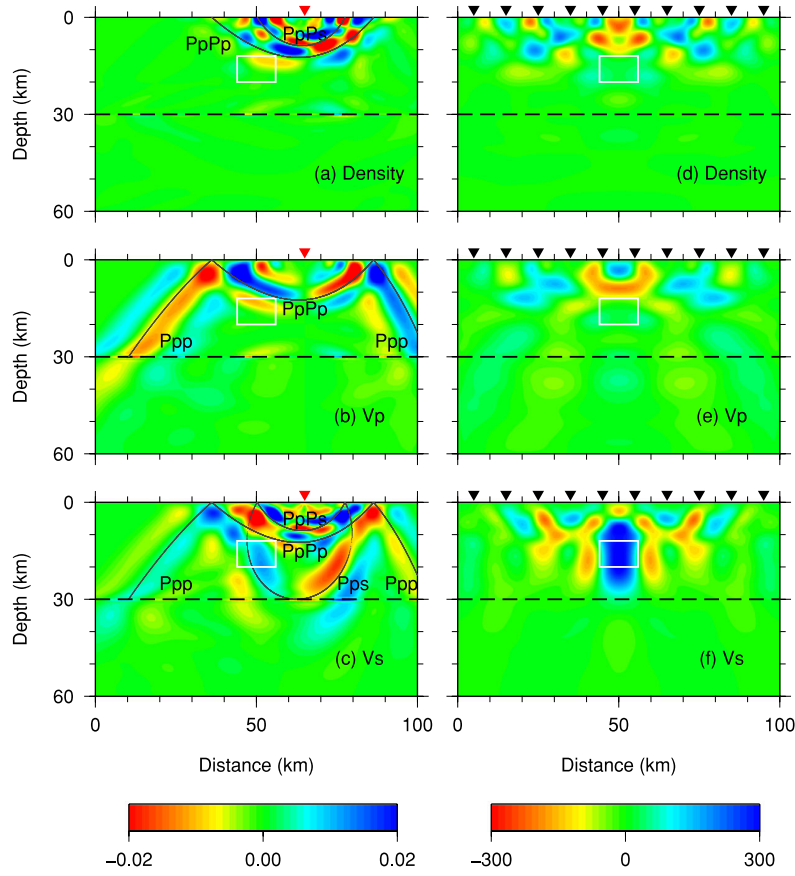 0
30
60
Depth (km)
PpPp
PpPs
(a) Density
(d) Density
0
30
60
Depth (km)
Ppp
PpPp
Ppp
(b) Vp
(e) Vp
0
30
60
Depth (km)
PpPs
PpPp
Ppp
Pps
Ppp
(c) Vs
(f) Vs
0 50 100
0 50 100
Distance (km)
Distance (km)
−0.02 0.00 0.02
−300 0 300